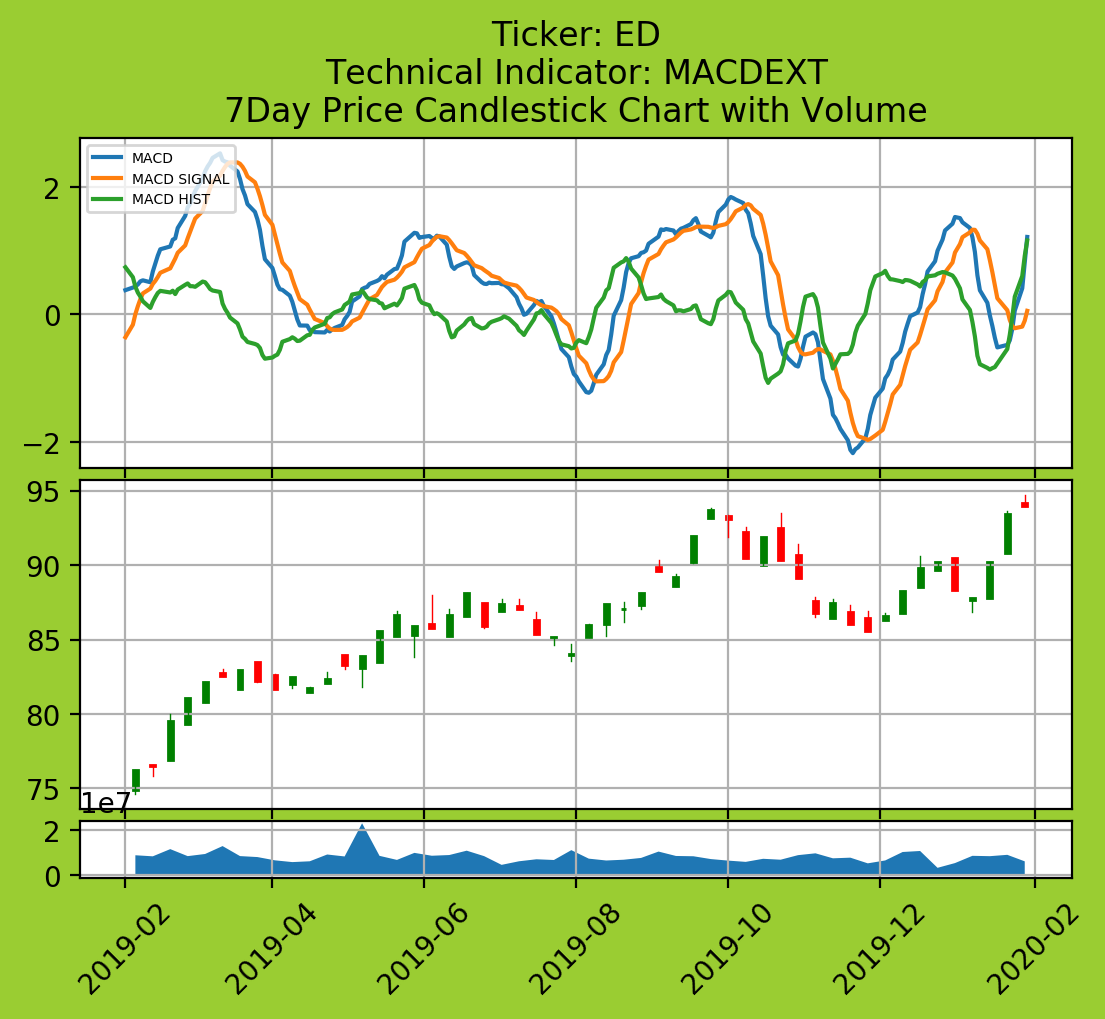 Ticker: ED
Technical Indicator: MACDEXT
7Day Price Candlestick Chart with Volume
MACD
MACD SIGNAL
MACD HIST
2
0
−2
95
90
85
80
75
1e7
2
0
2019-02
2019-04
2019-06
2019-08
2019-10
2019-12
2020-02